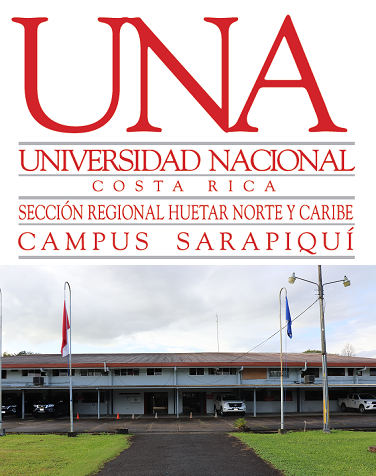 UNA
UNIVERSIDAD NACIONAL
COSTA RICA
SECCIÓN REGIONAL HUETAR NORTE Y CARIBE
CAMPUS SARAPIQUÍ